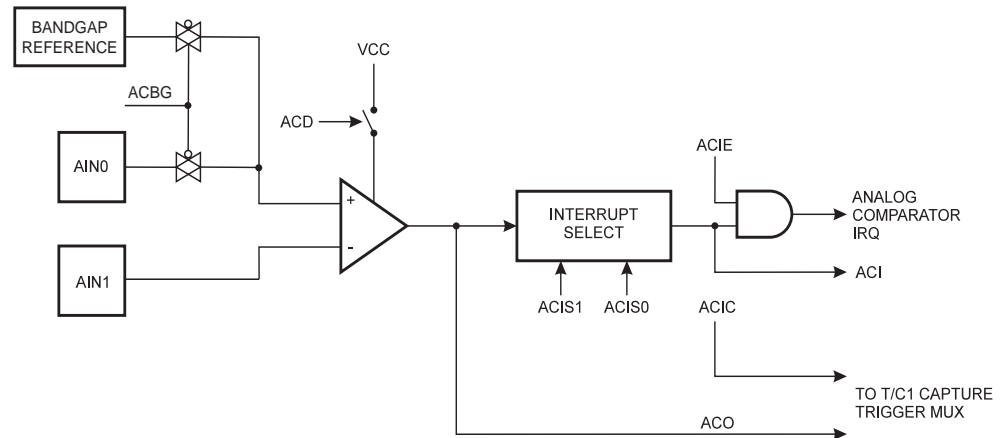 BANDGAP
REFERENCE
VCC
ACBG
ACD
AIN0
ACIE
+
-
INTERRUPT
SELECT
ANALOG
COMPARATOR
IRQ
AIN1
ACI
ACIS1
ACIS0
ACIC
TO T/C1 CAPTURE
TRIGGER MUX
ACO